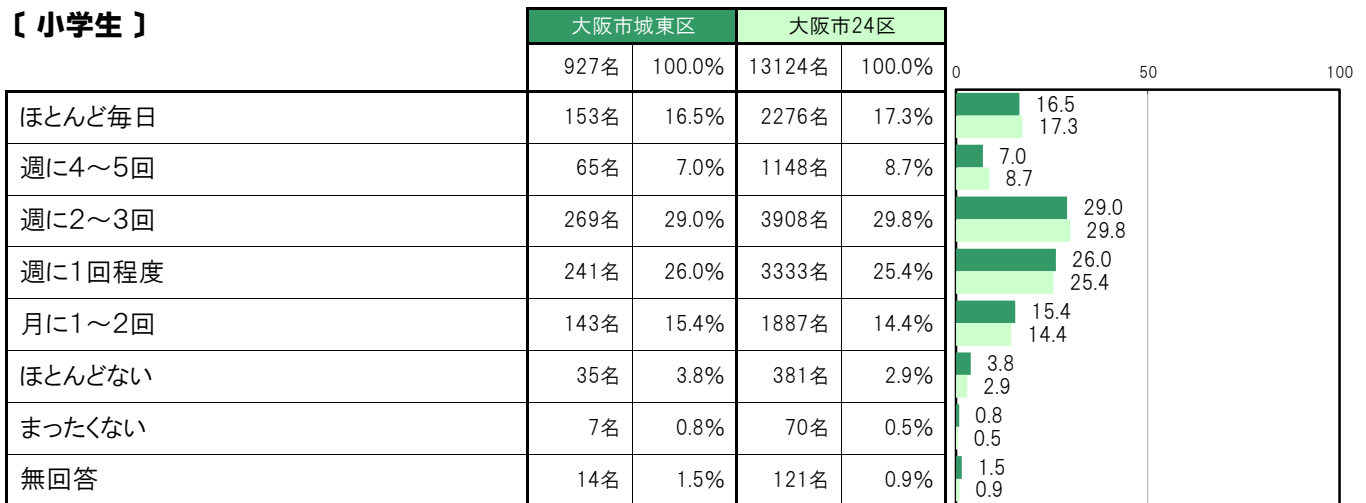 〔 小学生 〕
大阪市城東区 大阪市24区
927名 100.0% 13124名 100.0% 0 50 100
ほとんど毎日 153名 16.5% 2276名 17.3% 16.5
17.3
週に4～5回 65名 7.0% 1148名 8.7% 7.0
8.7
週に2～3回 269名 29.0% 3908名 29.8% 29.0
29.8
週に1回程度 241名 26.0% 3333名 25.4% 26.0
25.4
月に1～2回 143名 15.4% 1887名 14.4% 15.4
14.4
ほとんどない 35名 3.8% 381名 2.9% 3.8
2.9
まったくない 7名 0.8% 70名 0.5% 0.8
0.5
無回答 14名 1.5% 121名 0.9% 1.5
0.9